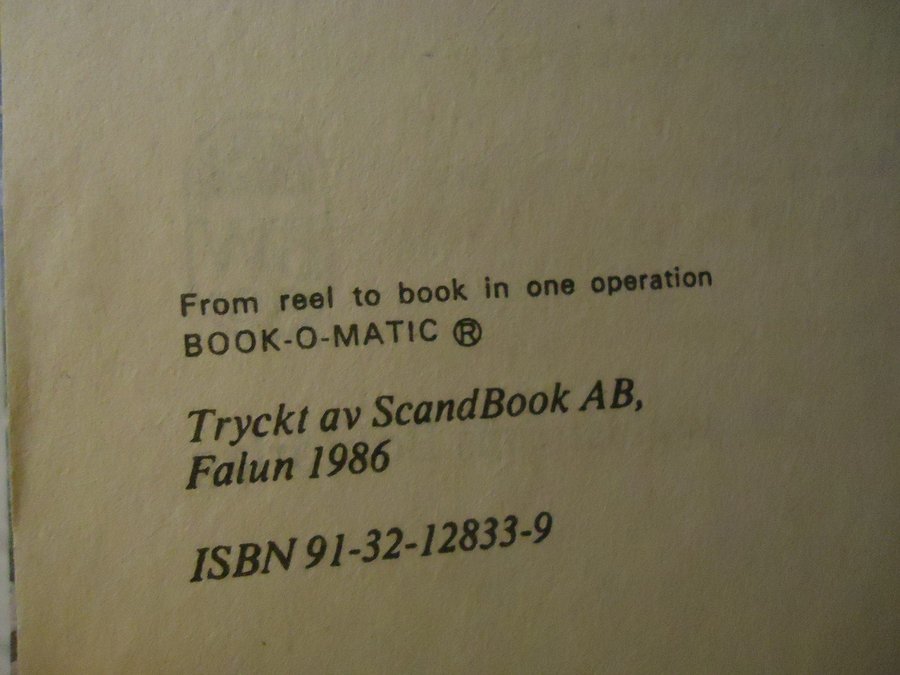 From reel to book in one operation
BOOK-O-MATIC ®
Tryckt av ScandBook AB,
Falun 1986
ISBN 91-32-12833-9